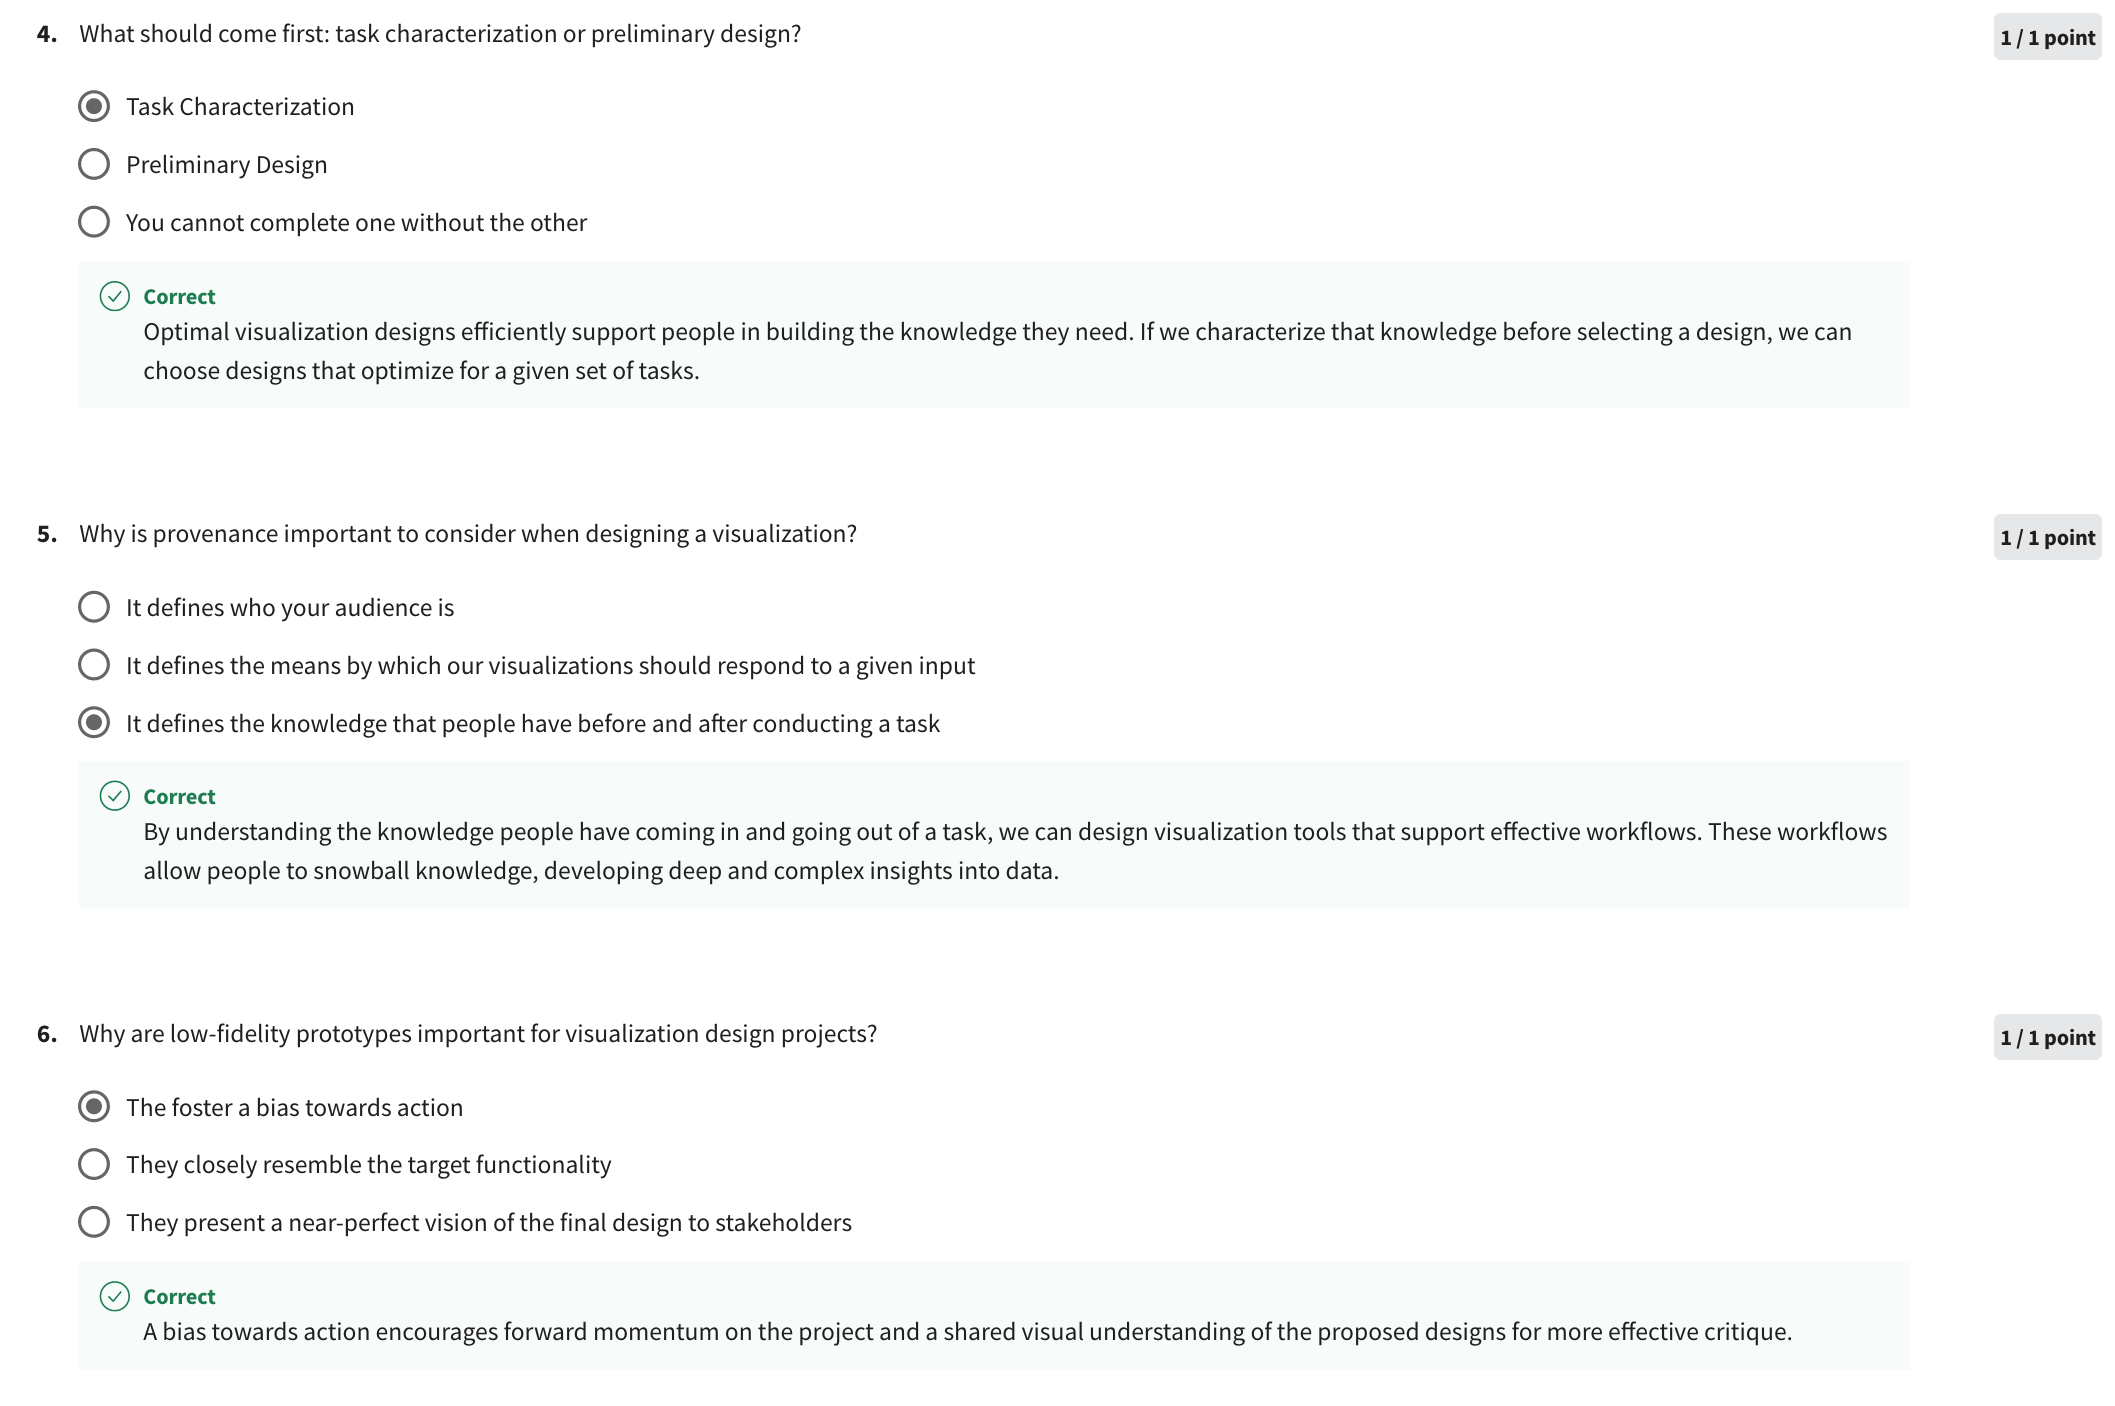 4. What should come first: task characterization or preliminary design?
1 / 1 point
Task Characterization
Preliminary Design
You cannot complete one without the other
Correct
Optimal visualization designs efficiently support people in building the knowledge they need. If we characterize that knowledge before selecting a design, we can
choose designs that optimize for a given set of tasks.
5. Why is provenance important to consider when designing a visualization?
1 / 1 point
It defines who your audience is
It defines the means by which our visualizations should respond to a given input
It defines the knowledge that people have before and after conducting a task
Correct
By understanding the knowledge people have coming in and going out of a task, we can design visualization tools that support effective workflows. These workflows
allow people to snowball knowledge, developing deep and complex insights into data.
6. Why are low-fidelity prototypes important for visualization design projects?
1 / 1 point
The foster a bias towards action
They closely resemble the target functionality
They present a near-perfect vision of the final design to stakeholders
Correct
A bias towards action encourages forward momentum on the project and a shared visual understanding of the proposed designs for more effective critique.